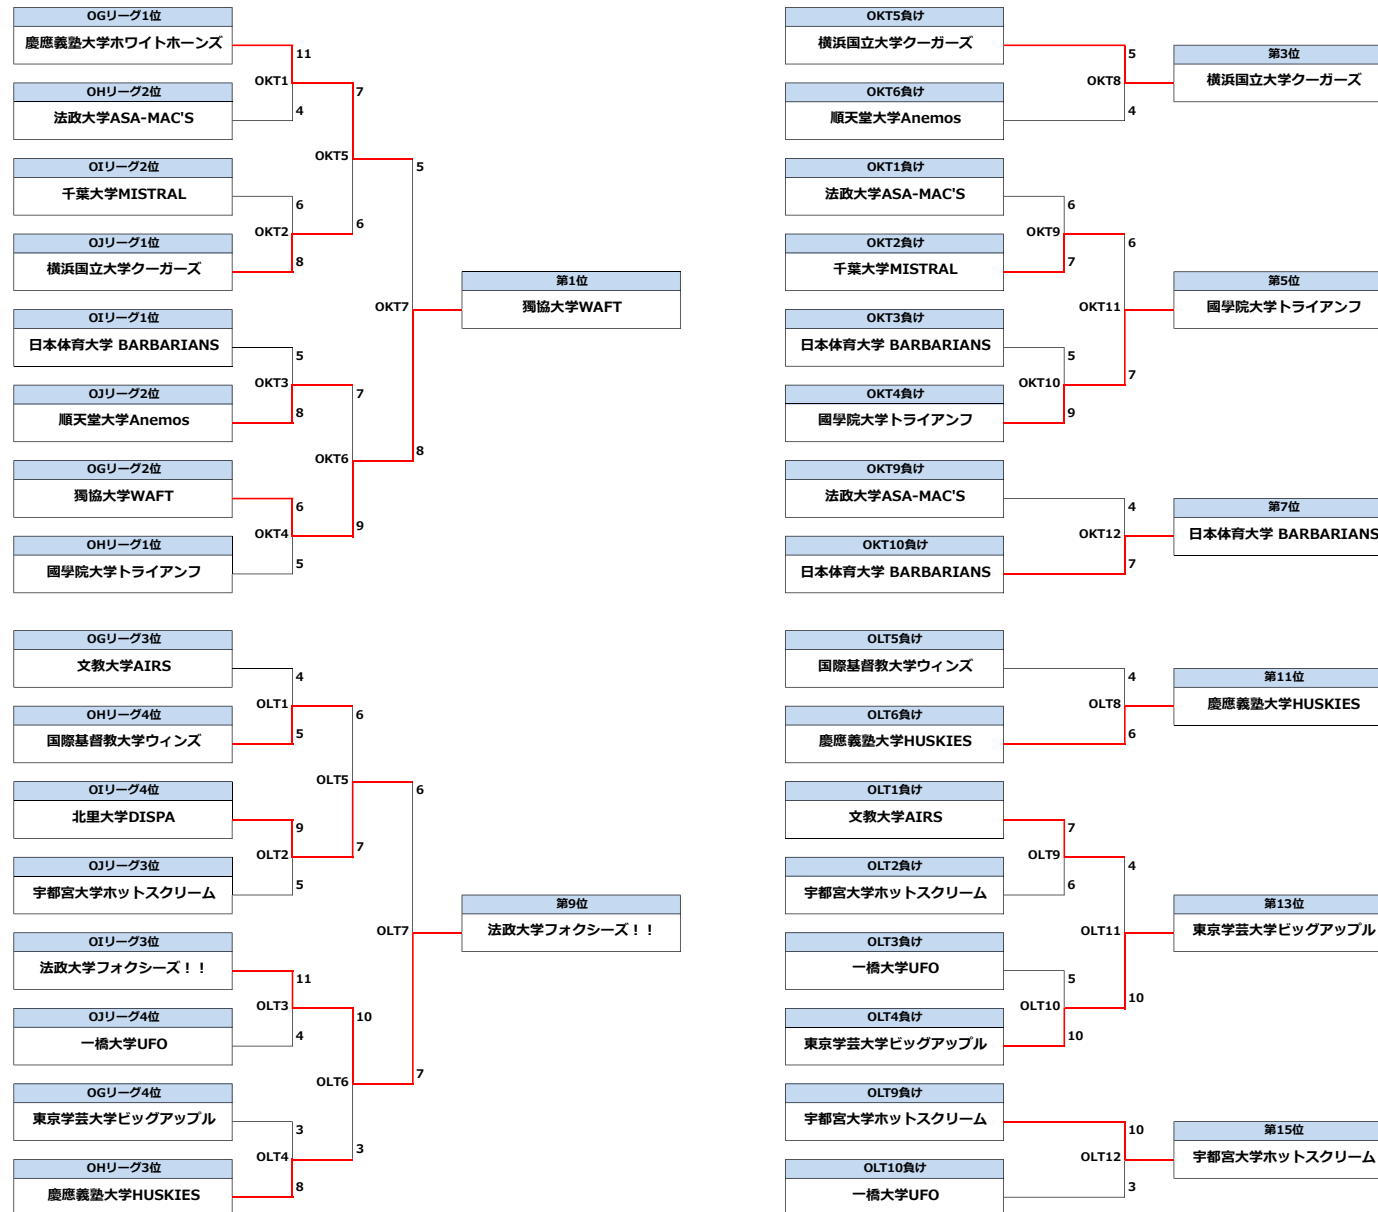 OGリーグ1位
慶應義塾大学ホワイトホーンズ
11
OKT1
7
OHリーグ2位
法政大学ASA-MAC'S
4
OKT5
5
OIリーグ2位
千葉大学MISTRAL
6
OKT2
6
OJリーグ1位
横浜国立大学クーガーズ
8
第1位
獨協大学WAFT
OKT7
OIリーグ1位
日本体育大学 BARBARIANS
5
OKT3
7
OJリーグ2位
順天堂大学Anemos
8
OKT6
8
OGリーグ2位
獨協大学WAFT
6
OKT4
9
OHリーグ1位
國學院大学トライアンフ
5
OKT5負け
横浜国立大学クーガーズ
5
OKT8
第3位
横浜国立大学クーガーズ
OKT6負け
順天堂大学Anemos
4
OKT1負け
法政大学ASA-MAC'S
6
OKT9
6
OKT2負け
千葉大学MISTRAL
7
第5位
國學院大学トライアンフ
OKT11
OKT3負け
日本体育大学 BARBARIANS
5
OKT10
7
OKT4負け
國學院大学トライアンフ
9
OKT9負け
法政大学ASA-MAC'S
4
OKT12
第7位
日本体育大学 BARBARIANS
OKT10負け
日本体育大学 BARBARIANS
7
OGリーグ3位
文教大学AIRS
4
OLT1
6
OHリーグ4位
国際基督教大学ウィンズ
5
OLT5
6
OIリーグ4位
北里大学DISPA
9
OLT2
7
OJリーグ3位
宇都宮大学ホットスクリーム
5
第9位
法政大学フォクシーズ！！
OLT7
OIリーグ3位
法政大学フォクシーズ！！
11
OLT3
10
OJリーグ4位
一橋大学UFO
4
OLT6
7
OGリーグ4位
東京学芸大学ビッグアップル
3
OLT4
3
OHリーグ3位
慶應義塾大学HUSKIES
8
OLT5負け
国際基督教大学ウィンズ
4
OLT8
第11位
慶應義塾大学HUSKIES
OLT6負け
慶應義塾大学HUSKIES
6
OLT1負け
文教大学AIRS
7
OLT9
4
OLT2負け
宇都宮大学ホットスクリーム
6
第13位
東京学芸大学ビッグアップル
OLT11
OLT3負け
一橋大学UFO
5
OLT10
10
OLT4負け
東京学芸大学ビッグアップル
10
OLT9負け
宇都宮大学ホットスクリーム
10
OLT12
第15位
宇都宮大学ホットスクリーム
OLT10負け
一橋大学UFO
3